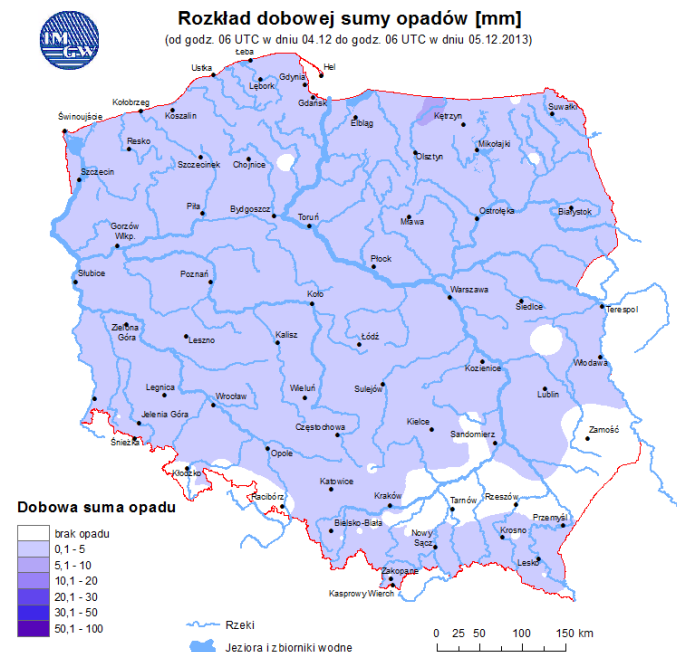 Rozkład dobowej sumy opadów [mm]
(od godz. 06 UTC w dniu 04.12 do godz. 06 UTC w dniu 05.12.2013)
IM
GW
Łeba
Hel
Ustka
Gdynia
Lębork
Gdańsk
Kołobrzeg
Koszalin
Świnoujście
Elbląg
Kętrzyn
Suwałki
Resko
Szczecinek
Chojnice
Olsztyn
Mikołajki
Szczecin
Piła
Bydgoszcz
Toruń
Mława
Ostrołęka
Białystok
Gorzów
Wlkp.
Płock
Słubice
Poznań
Koło
Warszawa
Siedlce
Terespol
Zielona
Góra
Leszno
Kalisz
Łódź
Kozienice
Włodawa
Legnica
Wrocław
Wieluń
Sulejów
Lublin
Jelenia Góra
Częstochowa
Kielce
Sandomierz
Zamość
Śnieżka
Opole
Kłodzko
Katowice
Racibórz
Kraków
Tarnów
Rzeszów
Przemyśl
Bielsko-Biała
Nowy
Sącz
Krosno
Lesko
Zakopane
Kasprowy Wierch
Dobowa suma opadu
brak opadu
0,1 - 5
5,1 - 10
10,1 - 20
20,1 - 30
30,1 - 50
50,1 - 100
Rzeki
Jeziora i zbiorniki wodne
0 25 50 100 150 km